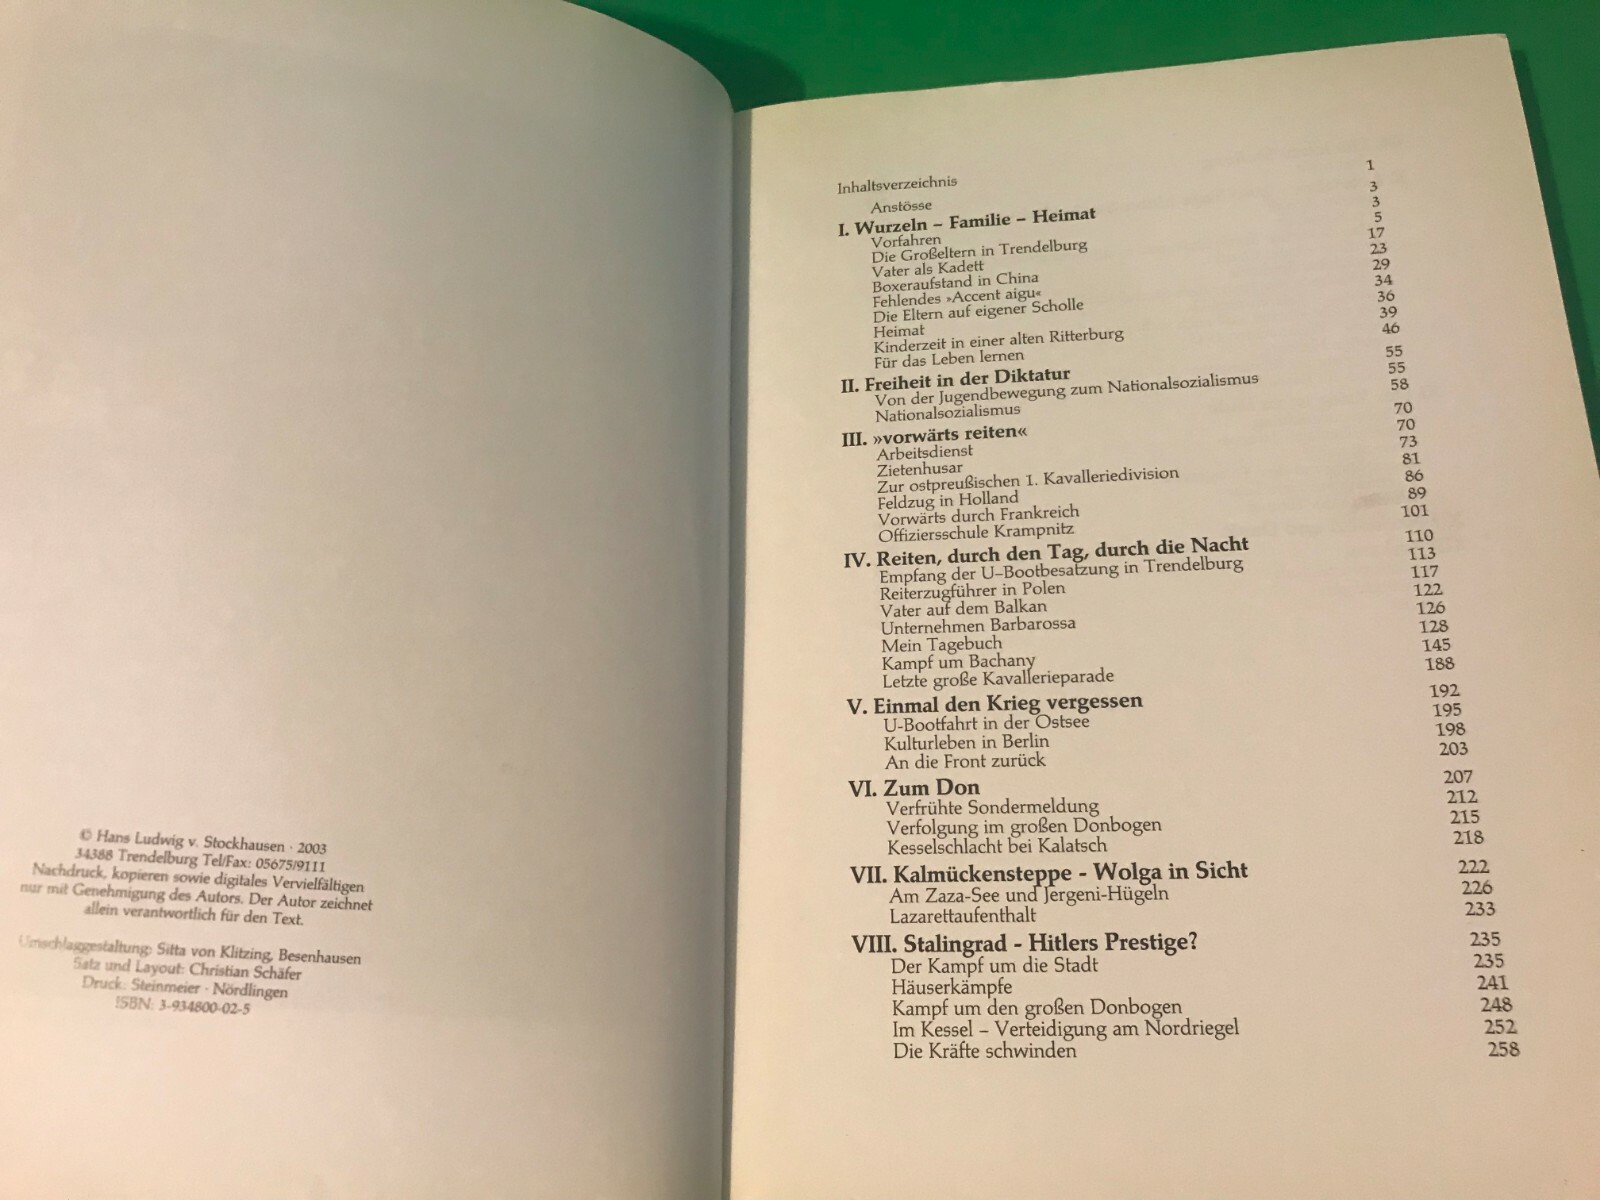 © Hans Ludwig v. Stockhausen · 2003
34388 Trendelburg Tel/Fax: 05675/9111
Nachdruck, kopieren sowie digitales Vervielfältigen
nur mit Genehmigung des Autors. Der Autor zeichnet
allein verantwortlich für den Text.
Umschlaggestaltung: Sitta von Klitzing, Besenhausen
Satz und Layout: Christian Schäfer
Druck: Steinmeier · Nördlingen
ISBN: 3-934800-02-5
Inhaltsverzeichnis
Anstösse 1
I. Wurzeln – Familie – Heimat 3
Vorfahren 3
Die Großeltern in Trendelburg 5
Vater als Kadett 17
Boxeraufstand in China 23
Fehlendes »Accent aigu« 29
Die Eltern auf eigener Scholle 34
Heimat 36
Kinderzeit in einer alten Ritterburg 39
Für das Leben lernen 46
II. Freiheit in der Diktatur 55
Von der Jugendbewegung zum Nationalsozialismus 55
Nationalsozialismus 58
III. »vorwärts reiten« 70
Arbeitsdienst 70
Zietenhusar 73
Zur ostpreußischen 1. Kavalleriedivision 81
Feldzug in Holland 86
Vorwärts durch Frankreich 89
Offiziersschule Krampnitz 101
IV. Reiten, durch den Tag, durch die Nacht 110
Empfang der U–Bootbesatzung in Trendelburg 113
Reiterzugführer in Polen 117
Vater auf dem Balkan 122
Unternehmen Barbarossa 126
Mein Tagebuch 128
Kampf um Bachany 145
Letzte große Kavallerieparade 188
V. Einmal den Krieg vergessen 192
U-Bootfahrt in der Ostsee 195
Kulturleben in Berlin 198
An die Front zurück 203
VI. Zum Don 207
Verfrühte Sondermeldung 212
Verfolgung im großen Donbogen 215
Kesselschlacht bei Kalatsch 218
VII. Kalmückensteppe - Wolga in Sicht 222
Am Zaza-See und Jergeni-Hügeln 226
Lazarettaufenthalt 233
VIII. Stalingrad - Hitlers Prestige? 235
Der Kampf um die Stadt 235
Häuserkämpfe 241
Kampf um den großen Donbogen 248
Im Kessel – Verteidigung am Nordriegel 252
Die Kräfte schwinden 258